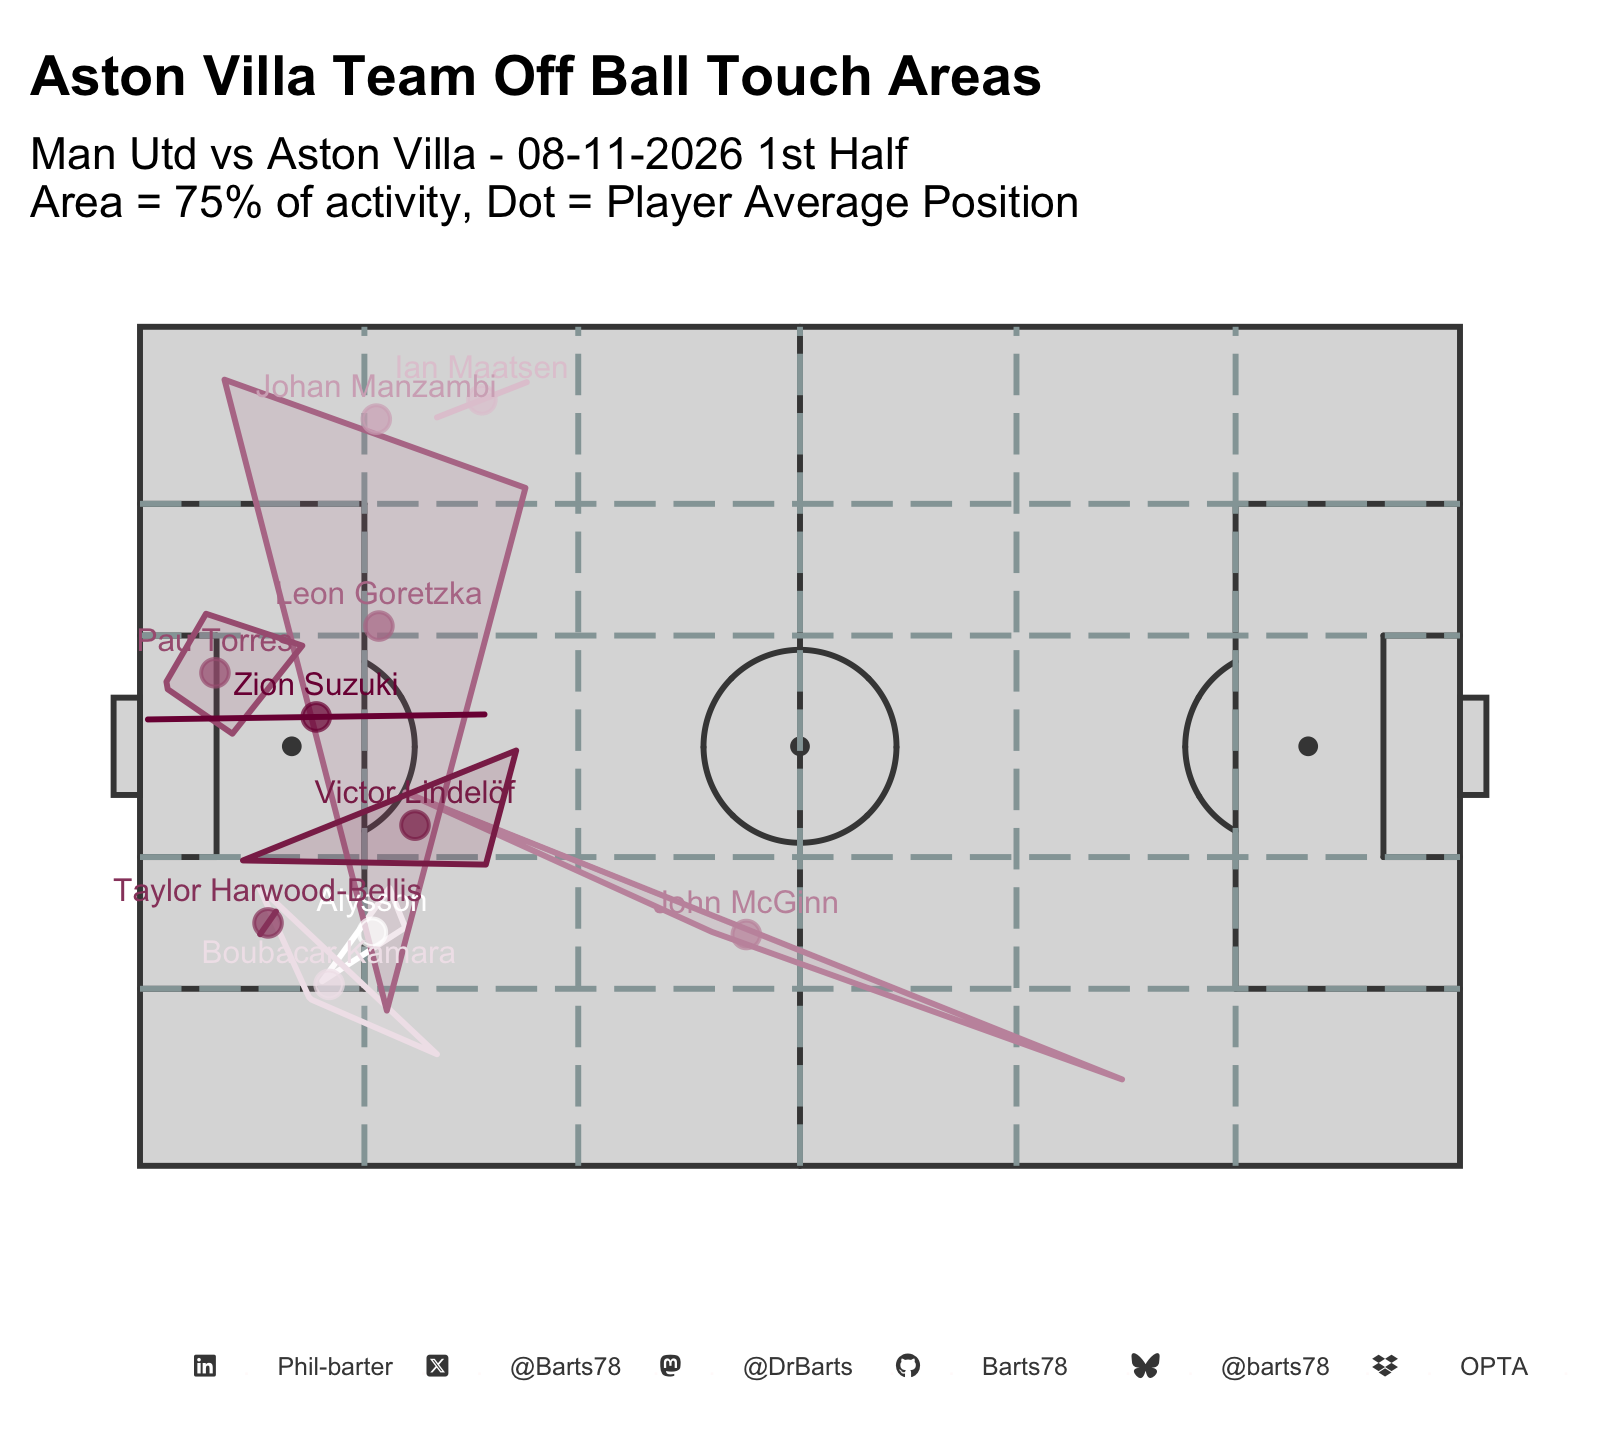 Aston Villa Team Off Ball Touch Areas
Man Utd vs Aston Villa - 08-11-2026 1st Half
Area = 75% of activity, Dot = Player Average Position
Ian Maatsen
Johan Manzambi
Leon Goretzka
Pau Torres
Zion Suzuki
Victor Lindelöf
Taylor Harwood-Bellis
Alysson
John McGinn
Boubacar Kamara
Phil-barter @Barts78 @DrBarts Barts78 @barts78 OPTA